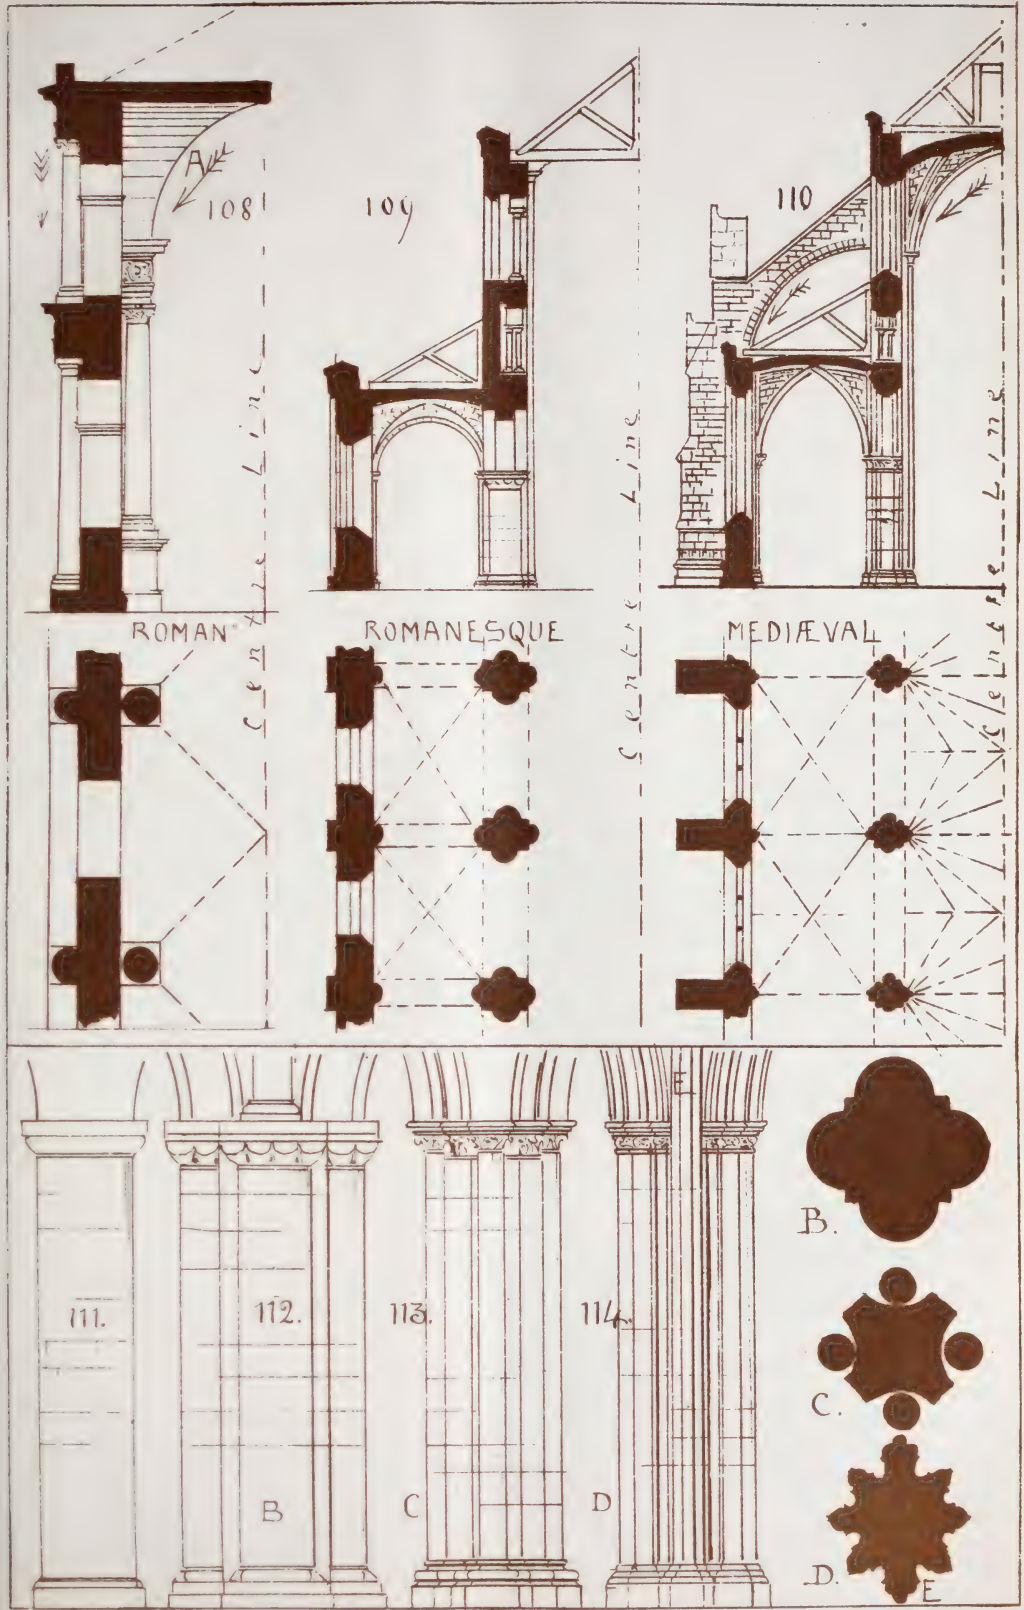 A
108
109
110
Centre Line
Centre Line
Centre Line
ROMAN
ROMANESQUE
MEDIÆVAL
E
B.
111.
112.
113.
114.
C.
B
C
D
D.
E